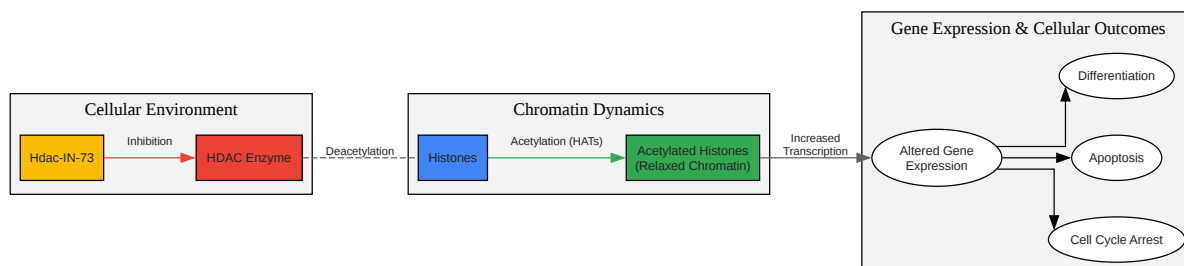 Gene Expression & Cellular Outcomes
Differentiation
Cellular Environment
Chromatin Dynamics
Hdac-IN-73
Inhibition
HDAC Enzyme
Deacetylation
Histones
Acetylation (HATs)
Acetylated Histones
(Relaxed Chromatin)
Increased
Transcription
Altered Gene
Expression
Apoptosis
Cell Cycle Arrest